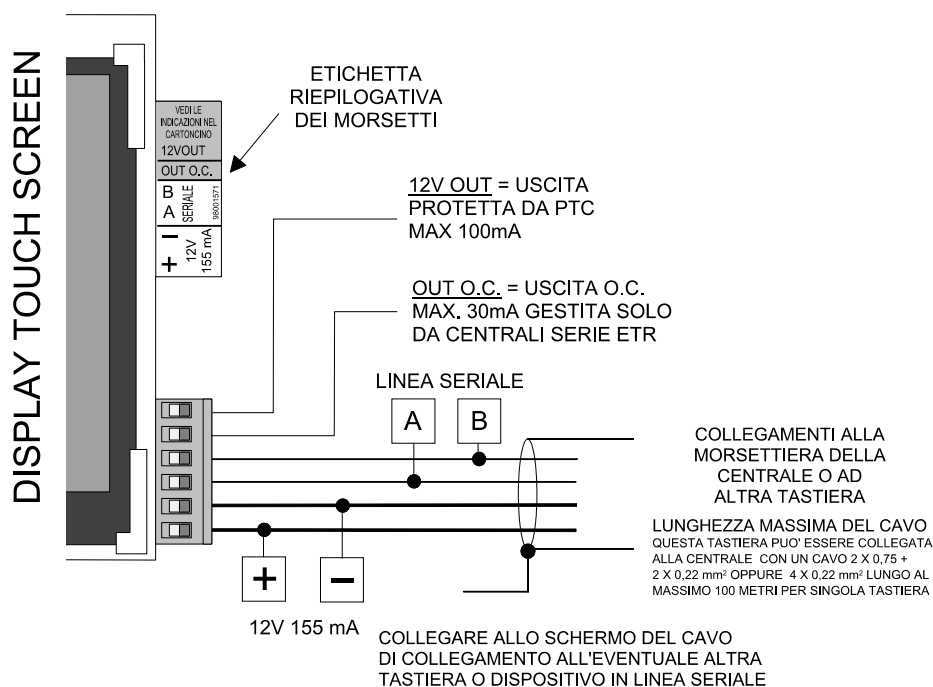 DISPLAY TOUCH SCREEN
ETICHETTA
RIEPILOGATIVA
DEI MORSETTI
VEDI LE
INDICAZIONI NEL
CARTONCINO
12VOUT
OUT O.C.
B
A
SERIALE
98001571
−
+
12V
155 mA
12V OUT = USCITA
PROTETTA DA PTC
MAX 100mA
OUT O.C. = USCITA O.C.
MAX. 30mA GESTITA SOLO
DA CENTRALI SERIE ETR
LINEA SERIALE
A
B
COLLEGAMENTI ALLA
MORSETTIERA DELLA
CENTRALE O AD
ALTRA TASTIERA
LUNGHEZZA MASSIMA DEL CAVO
QUESTA TASTIERA PUO' ESSERE COLLEGATA
ALLA CENTRALE CON UN CAVO 2 X 0,75 +
2 X 0,22 mm² OPPURE 4 X 0,22 mm² LUNGO AL
MASSIMO 100 METRI PER SINGOLA TASTIERA
+
−
12V 155 mA
COLLEGARE ALLO SCHERMO DEL CAVO
DI COLLEGAMENTO ALL'EVENTUALE ALTRA
TASTIERA O DISPOSITIVO IN LINEA SERIALE